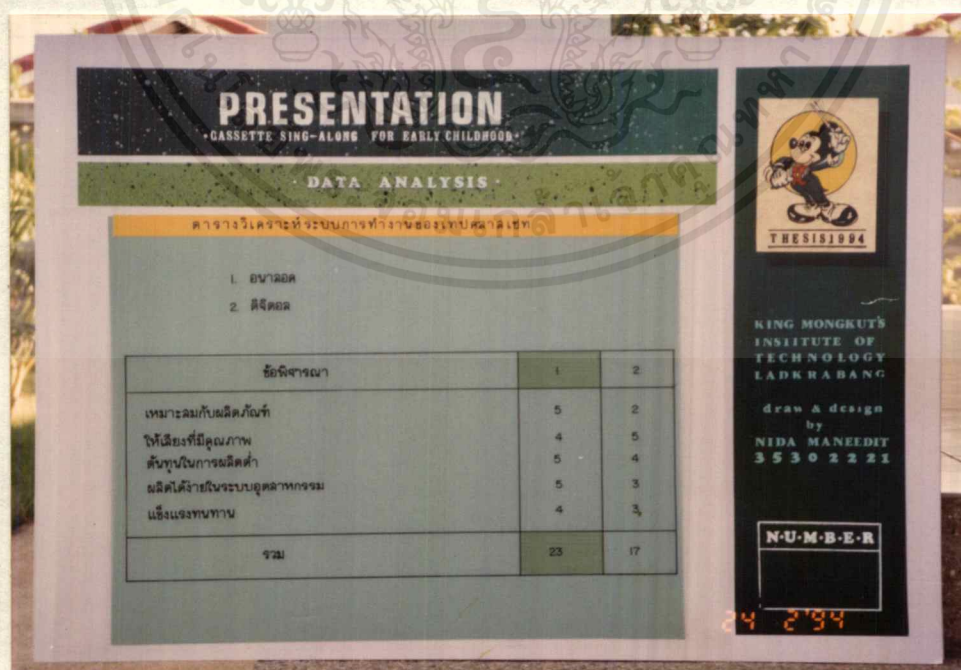 PRESENTATION
•CASSETTE SING-ALONG FOR EARLY CHILDHOOD•
• DATA ANALYSIS •
ตารางวิเคราะห์ระบบการทำงานของเทปคลาสเซท
1. อนาลอค
2. ดิจิตอล
ข้อพิจารณา 1 2
เหมาะสมกับผลิตภัณฑ์ 5 2
ให้เสียงที่มีคุณภาพ 4 5
ต้นทุนในการผลิตต่ำ 5 4
ผลิตได้ง่ายในระบบอุตสาหกรรม 5 3
แข็งแรงทนทาน 4 3
รวม 23 17
THESIS1994
KING MONGKUT'S
INSTITUTE OF
TECHNOLOGY
LADKRABANG
draw & design
by
NIDA MANEEDIT
35302221
N·U·M·B·E·R
24 2'94